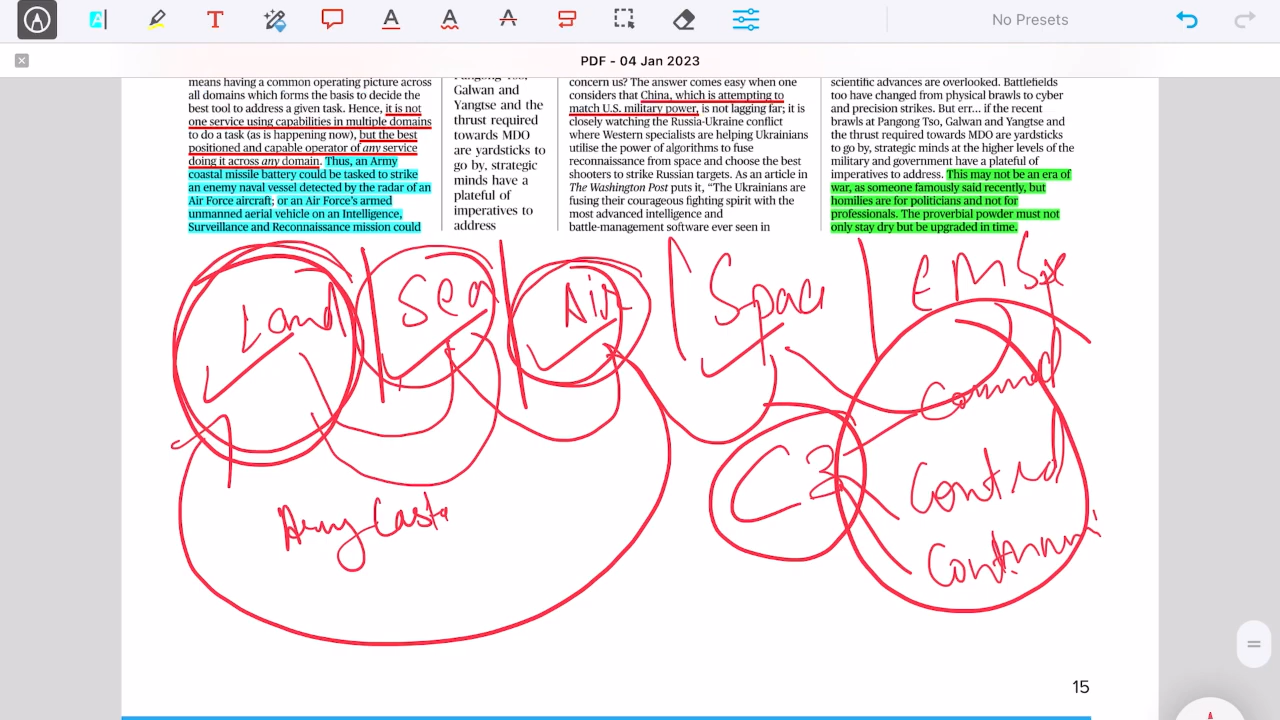 A
T
A
A
A
No Presets
PDF - 04 Jan 2023
means having a common operating picture across
all domains which forms the basis to decide the
best tool to address a given task. Hence, it is not
one service using capabilities in multiple domains
to do a task (as is happening now), but the best
positioned and capable operator of any service
doing it across any domain. Thus, an Army
coastal missile battery could be tasked to strike
an enemy naval vessel detected by the radar of an
Air Force aircraft; or an Air Force's armed
unmanned aerial vehicle on an Intelligence,
Surveillance and Reconnaissance mission could
Pangong Tso,
Galwan and
Yangtse and the
thrust required
towards MDO
are yardsticks to
go by, strategic
minds have a
plateful of
imperatives to
address
concern us? The answer comes easy when one
considers that China, which is attempting to
match U.S. military power, is not lagging far; it is
closely watching the Russia-Ukraine conflict
where Western specialists are helping Ukrainians
utilise the power of algorithms to fuse
reconnaissance from space and choose the best
shooters to strike Russian targets. As an article in
The Washington Post puts it, “The Ukrainians are
fusing their courageous fighting spirit with the
most advanced intelligence and
battle-management software ever seen in
scientific advances are overlooked. Battlefields
too have changed from physical brawls to cyber
and precision strikes. But err... if the recent
brawls at Pangong Tso, Galwan and Yangtse and
the thrust required towards MDO are yardsticks
to go by, strategic minds at the higher levels of the
military and government have a plateful of
imperatives to address. This may not be an era of
war, as someone famously said recently, but
homilies are for politicians and not for
professionals. The proverbial powder must not
only stay dry but be upgraded in time.
Land Sea Air Space EM
C3
Control
Army
15